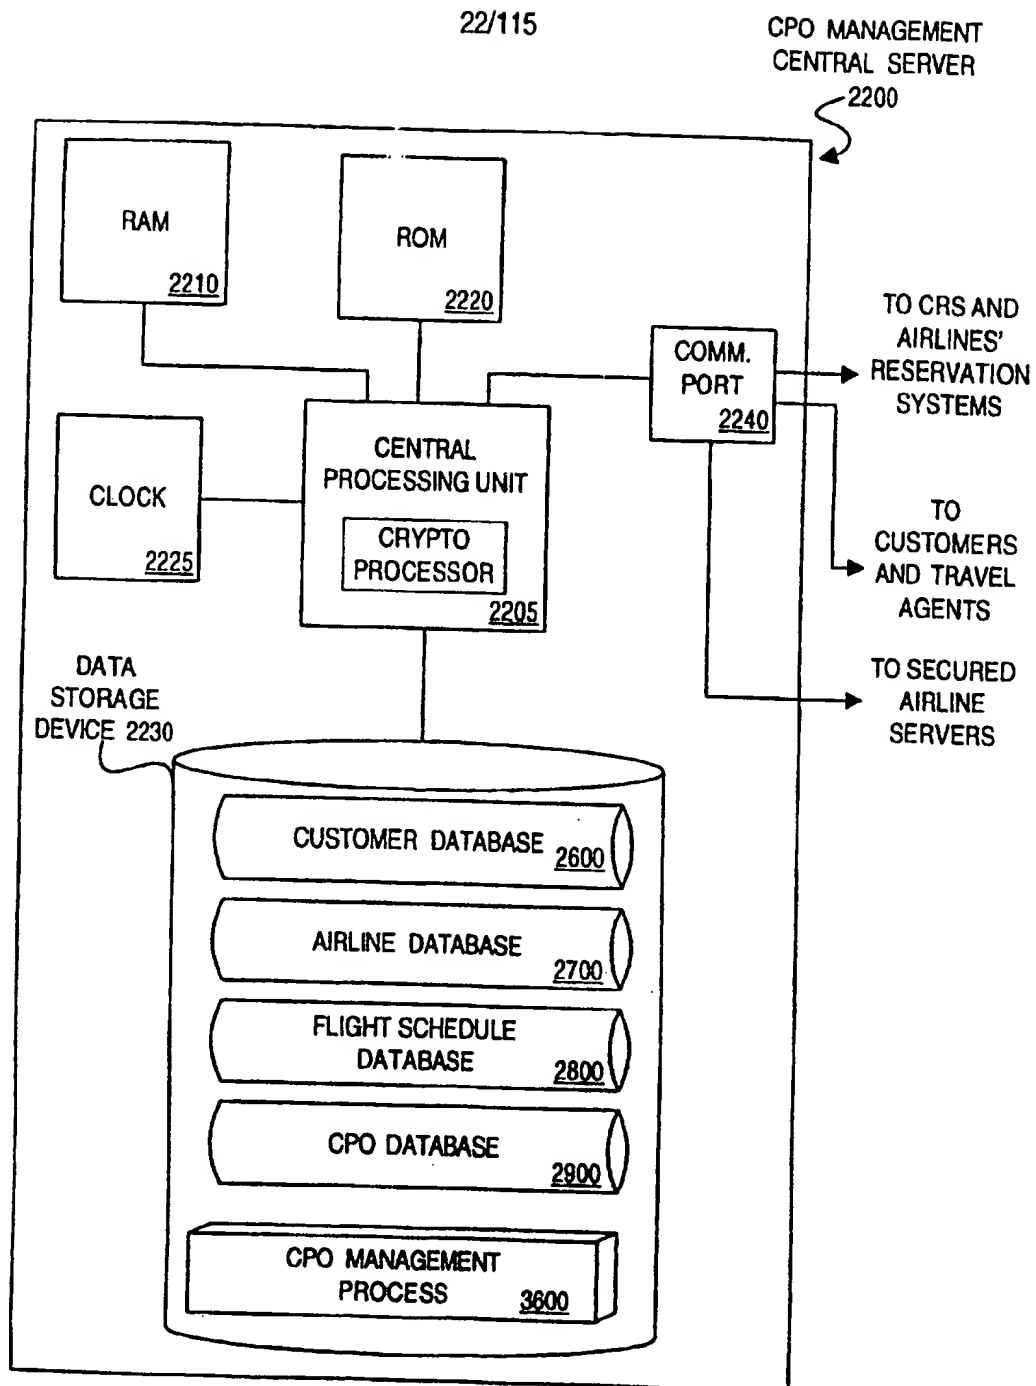 22/115
CPO MANAGEMENT
CENTRAL SERVER
2200
RAM
2210
ROM
2220
COMM.
PORT
2240
TO CRS AND
AIRLINES'
RESERVATION
SYSTEMS
CLOCK
2225
CENTRAL
PROCESSING UNIT
CRYPTO
PROCESSOR
2205
TO
CUSTOMERS
AND TRAVEL
AGENTS
TO SECURED
AIRLINE
SERVERS
DATA
STORAGE
DEVICE 2230
CUSTOMER DATABASE
2600
AIRLINE DATABASE
2700
FLIGHT SCHEDULE
DATABASE
2800
CPO DATABASE
2900
CPO MANAGEMENT
PROCESS
3600